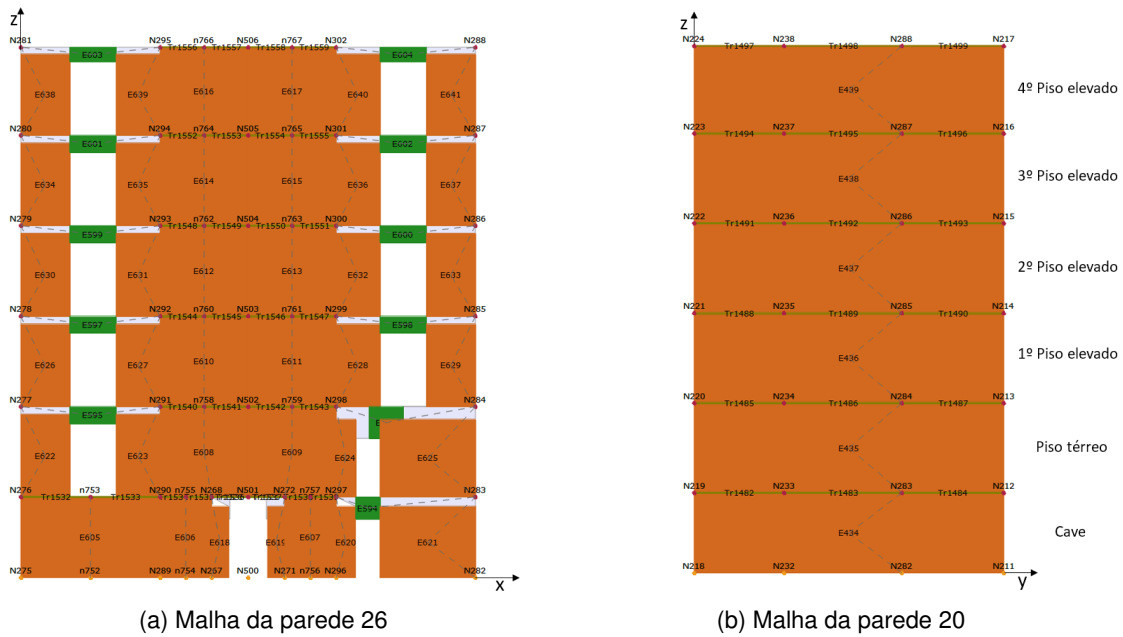 z
N281 N295 n766 N506 n767 N302 N288
E603 Tr1556 Tr1557 Tr1558 Tr1559 E604
E638 E639 E616 E617 E640 E641
N280 N294 n764 N505 n765 N301 N287
E601 Tr1552 Tr1553 Tr1554 Tr1555 E602
E634 E635 E614 E615 E636 E637
N279 N293 n762 N504 n763 N300 N286
E599 Tr1548 Tr1549 Tr1550 Tr1551 E600
E630 E631 E612 E613 E632 E633
N278 N292 n760 N503 n761 N299 N285
E597 Tr1544 Tr1545 Tr1546 Tr1547 E598
E626 E627 E610 E611 E628 E629
N277 N291 n758 N502 n759 N298 N284
E595 Tr1540 Tr1541 Tr1542 Tr1543
E622 E623 E608 E609 E624 E625
N276 n753 N290 n755 N268 N501 N272 n757 N297 N283
Tr1532 Tr1533
E594
E605 E606 E618 E619 E607 E620 E621
N275 n752 N289 n754 N267 N500 N271 n756 N296 N282
x
(a) Malha da parede 26
z
N224 N238 N288 N217
Tr1497 Tr1498 Tr1499
E439 4º Piso elevado
N223 N237 N287 N216
Tr1494 Tr1495 Tr1496
E438 3º Piso elevado
N222 N236 N286 N215
Tr1491 Tr1492 Tr1493
E437 2º Piso elevado
N221 N235 N285 N214
Tr1488 Tr1489 Tr1490
E436 1º Piso elevado
N220 N234 N284 N213
Tr1485 Tr1486 Tr1487
E435 Piso térreo
N219 N233 N283 N212
Tr1482 Tr1483 Tr1484
E434 Cave
N218 N232 N282 N211
y
(b) Malha da parede 20